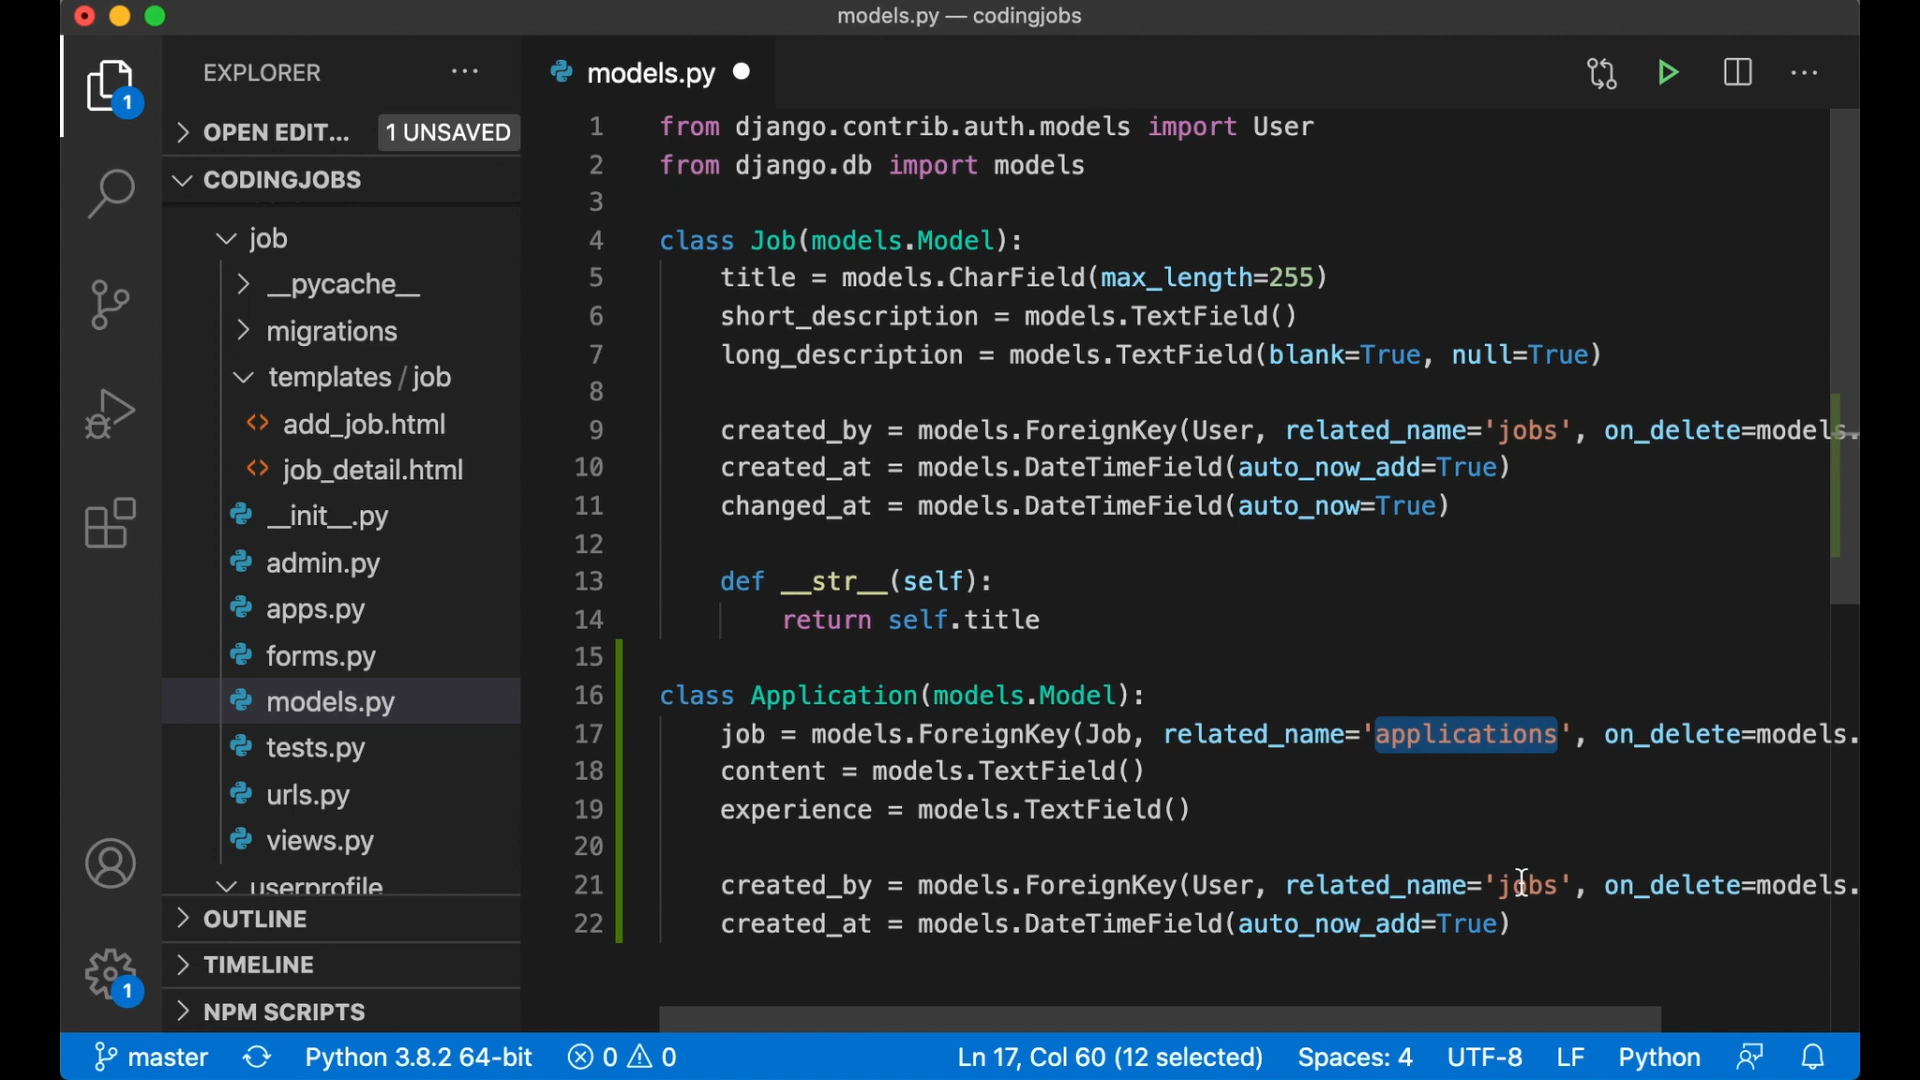 models.py — codingjobs
EXPLORER
models.py
OPEN EDIT... 1 UNSAVED
CODINGJOBS
job
__pycache__
migrations
templates / job
add_job.html
job_detail.html
__init__.py
admin.py
apps.py
forms.py
models.py
tests.py
urls.py
views.py
userprofile
OUTLINE
TIMELINE
NPM SCRIPTS
1
1
1 from django.contrib.auth.models import User
2 from django.db import models
3
4 class Job(models.Model):
5 title = models.CharField(max_length=255)
6 short_description = models.TextField()
7 long_description = models.TextField(blank=True, null=True)
8
9 created_by = models.ForeignKey(User, related_name='jobs', on_delete=models.
10 created_at = models.DateTimeField(auto_now_add=True)
11 changed_at = models.DateTimeField(auto_now=True)
12
13 def __str__(self):
14 return self.title
15
16 class Application(models.Model):
17 job = models.ForeignKey(Job, related_name='applications', on_delete=models.
18 content = models.TextField()
19 experience = models.TextField()
20
21 created_by = models.ForeignKey(User, related_name='jobs', on_delete=models.
22 created_at = models.DateTimeField(auto_now_add=True)
master Python 3.8.2 64-bit 0 0 Ln 17, Col 60 (12 selected) Spaces: 4 UTF-8 LF Python